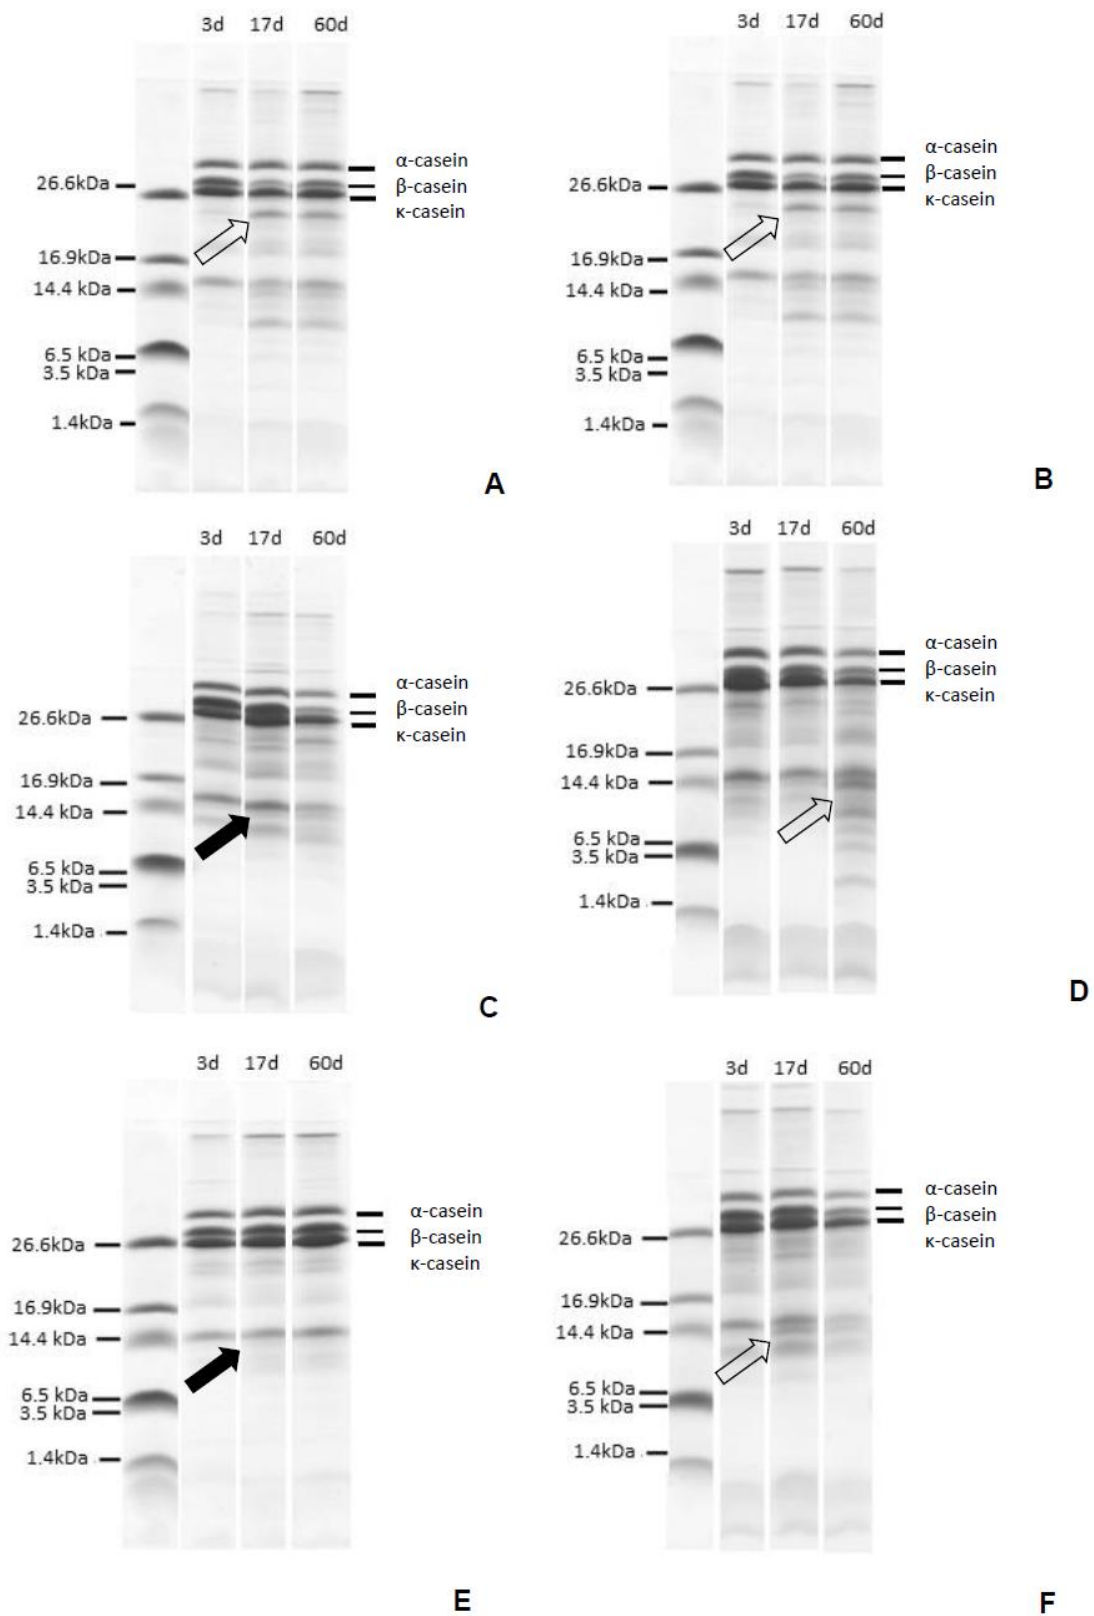 3d 17d 60d
α-casein
26.6kDa
β-casein
κ-casein
16.9kDa
14.4 kDa
6.5 kDa
3.5 kDa
1.4kDa
A
3d 17d 60d
α-casein
26.6kDa
β-casein
κ-casein
16.9kDa
14.4 kDa
6.5 kDa
3.5 kDa
1.4kDa
B
3d 17d 60d
α-casein
β-casein
26.6kDa
κ-casein
16.9kDa
14.4 kDa
6.5 kDa
3.5 kDa
1.4kDa
C
3d 17d 60d
α-casein
β-casein
26.6kDa
κ-casein
16.9kDa
14.4 kDa
6.5 kDa
3.5 kDa
1.4kDa
D
3d 17d 60d
α-casein
β-casein
26.6kDa
κ-casein
16.9kDa
14.4 kDa
6.5 kDa
3.5 kDa
1.4kDa
E
3d 17d 60d
α-casein
β-casein
26.6kDa
κ-casein
16.9kDa
14.4 kDa
6.5 kDa
3.5 kDa
1.4kDa
F